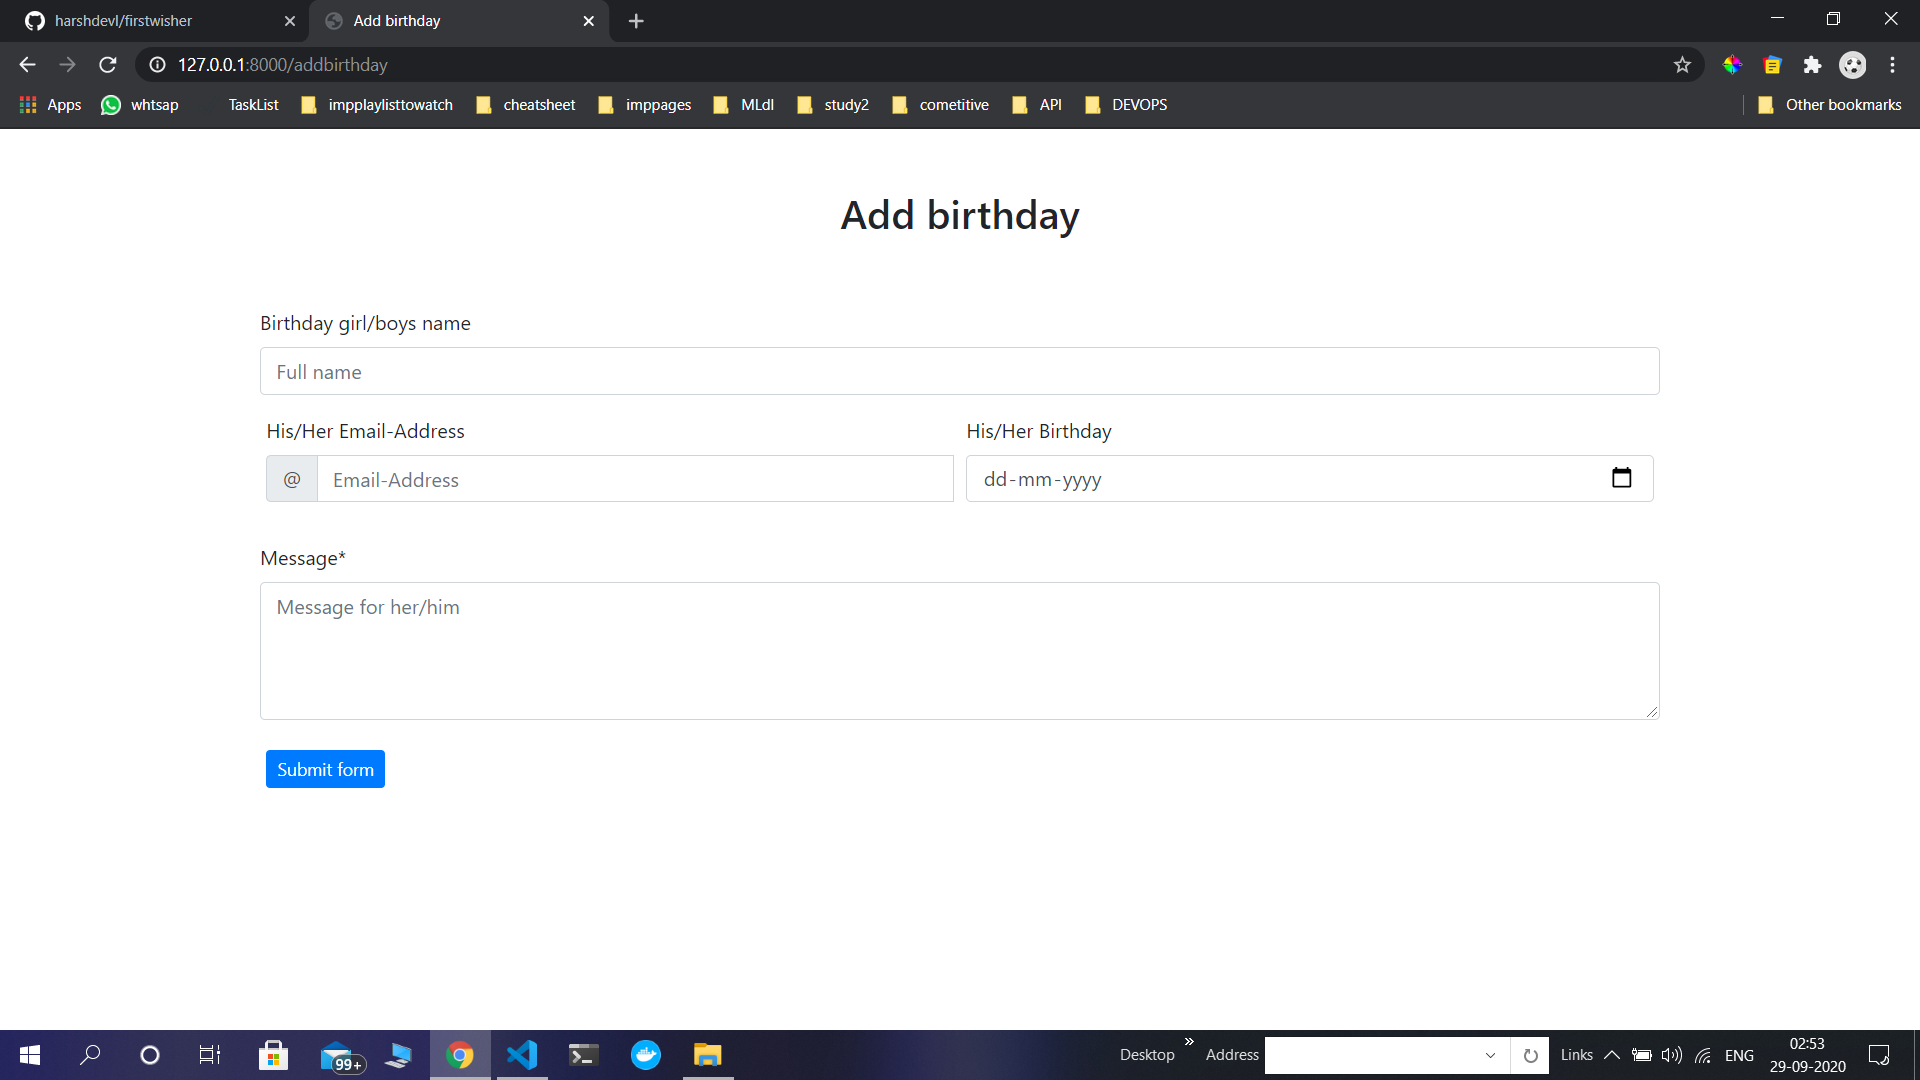 harshdevl/firstwisher
Add birthday
127.0.0.1:8000/addbirthday
Apps whtsap TaskList impplaylisttowatch cheatsheet imppages MLdl study2 cometitive API DEVOPS Other bookmarks
Add birthday
Birthday girl/boys name
Full name
His/Her Email-Address His/Her Birthday
@ Email-Address dd-mm-yyyy
Message*
Message for her/him
Submit form
99+ Desktop » Address Links ENG 02:53
29-09-2020